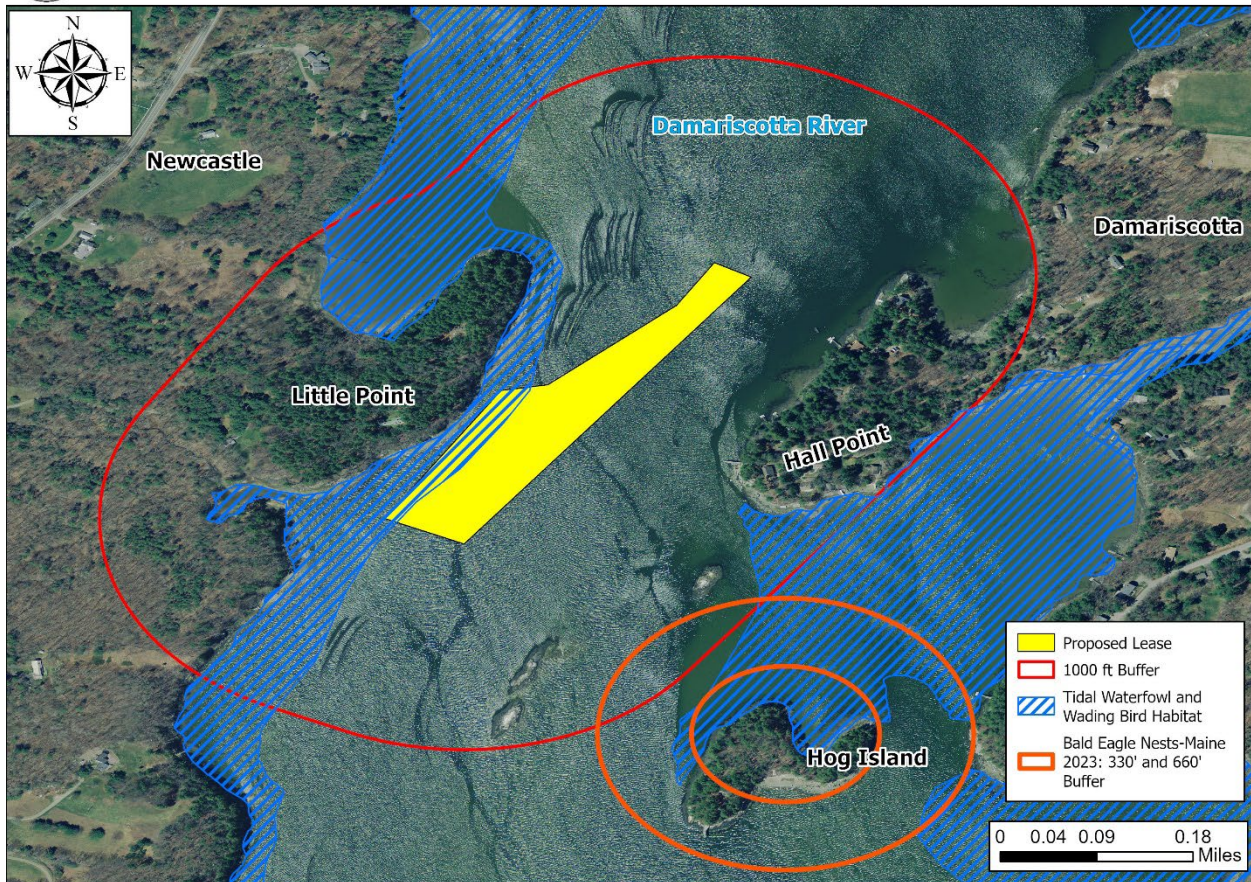 N
W E
S
Damariscotta River
Newcastle
Damariscotta
Little Point
Hall Point
Hog Island
Proposed Lease
1000 ft Buffer
Tidal Waterfowl and
Wading Bird Habitat
Bald Eagle Nests-Maine
2023: 330' and 660'
Buffer
0 0.04 0.09 0.18
Miles